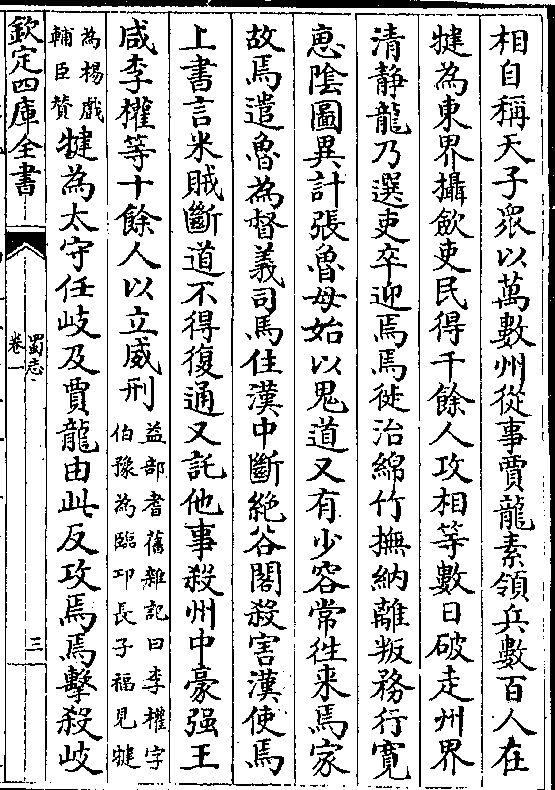 相自稱天子衆以萬數州從事賈龍素領兵數百人在
犍為東界攝歛吏民得千餘人攻相等數日破走州界
清静龍乃選吏卒迎焉焉徙治綿竹撫納離叛務行寛
恵陰圖異計張魯母始以鬼道又有少容常徃来焉家
故焉遣魯為督義司馬住漢中斷絶谷閣殺害漢使焉
上書言米賊斷道不得復通又託他事殺州中豪强王
咸李權等十餘人以立威刑
益部耆舊雜記曰李權字
伯豫為臨卭長子福見犍
為楊戲
輔臣賛
犍為太守任岐及賈龍由此反攻焉焉擊殺岐
欽定四庫全書
蜀志
卷一
三